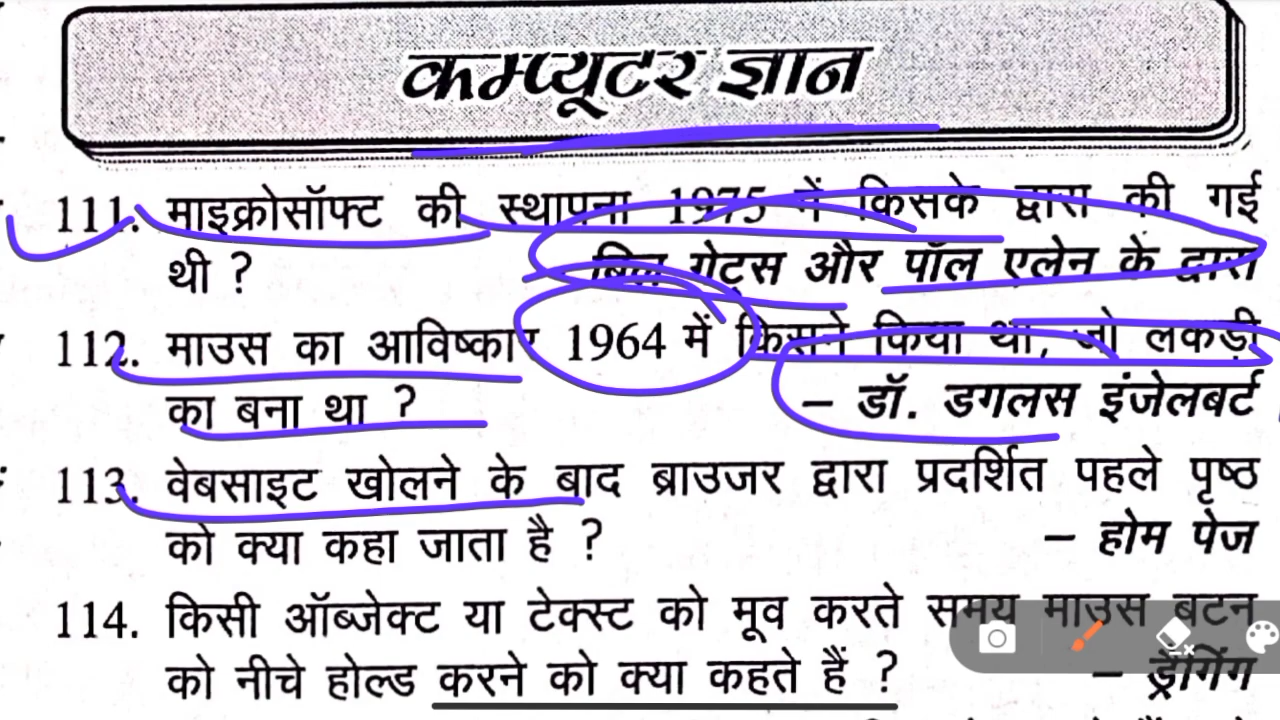 कम्प्यूटर ज्ञान
111. माइक्रोसॉफ्ट की स्थापना 1975 में किसके द्वारा की गई
थी ? बिल गेट्स और पॉल एलेन के द्वारा
112. माउस का आविष्कार 1964 में किसने किया था, जो लकड़ी
का बना था ? – डॉ. डगलस इंजेलबर्ट
113. वेबसाइट खोलने के बाद ब्राउजर द्वारा प्रदर्शित पहले पृष्ठ
को क्या कहा जाता है ? – होम पेज
114. किसी ऑब्जेक्ट या टेक्स्ट को मूव करते समय माउस बटन
को नीचे होल्ड करने को क्या कहते हैं ? – ड्रैगिंग